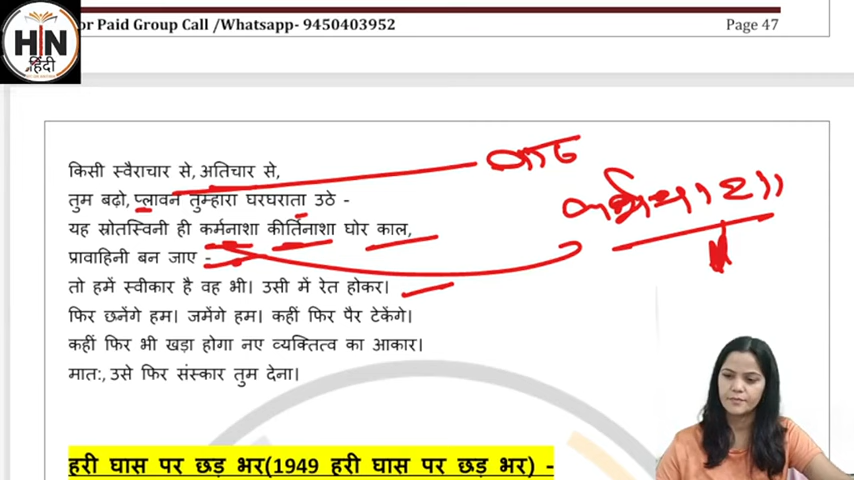 or Paid Group Call /Whatsapp- 9450403952
Page 47
HIN
हिंदी
किसी स्वैराचार से, अतिचार से,
तुम बढ़ो, प्लावन तुम्हारा घरघराता उठे -
यह स्रोतस्विनी ही कर्मनाशा कीर्तिनाशा घोर काल,
प्रावाहिनी बन जाए -
तो हमें स्वीकार है वह भी। उसी में रेत होकर।
फिर छनेंगे हम। जमेंगे हम। कहीं फिर पैर टेकेंगे।
कहीं फिर भी खड़ा होगा नए व्यक्तित्व का आकार।
मात:, उसे फिर संस्कार तुम देना।
हरी घास पर छड़ भर(1949 हरी घास पर छड़ भर) -